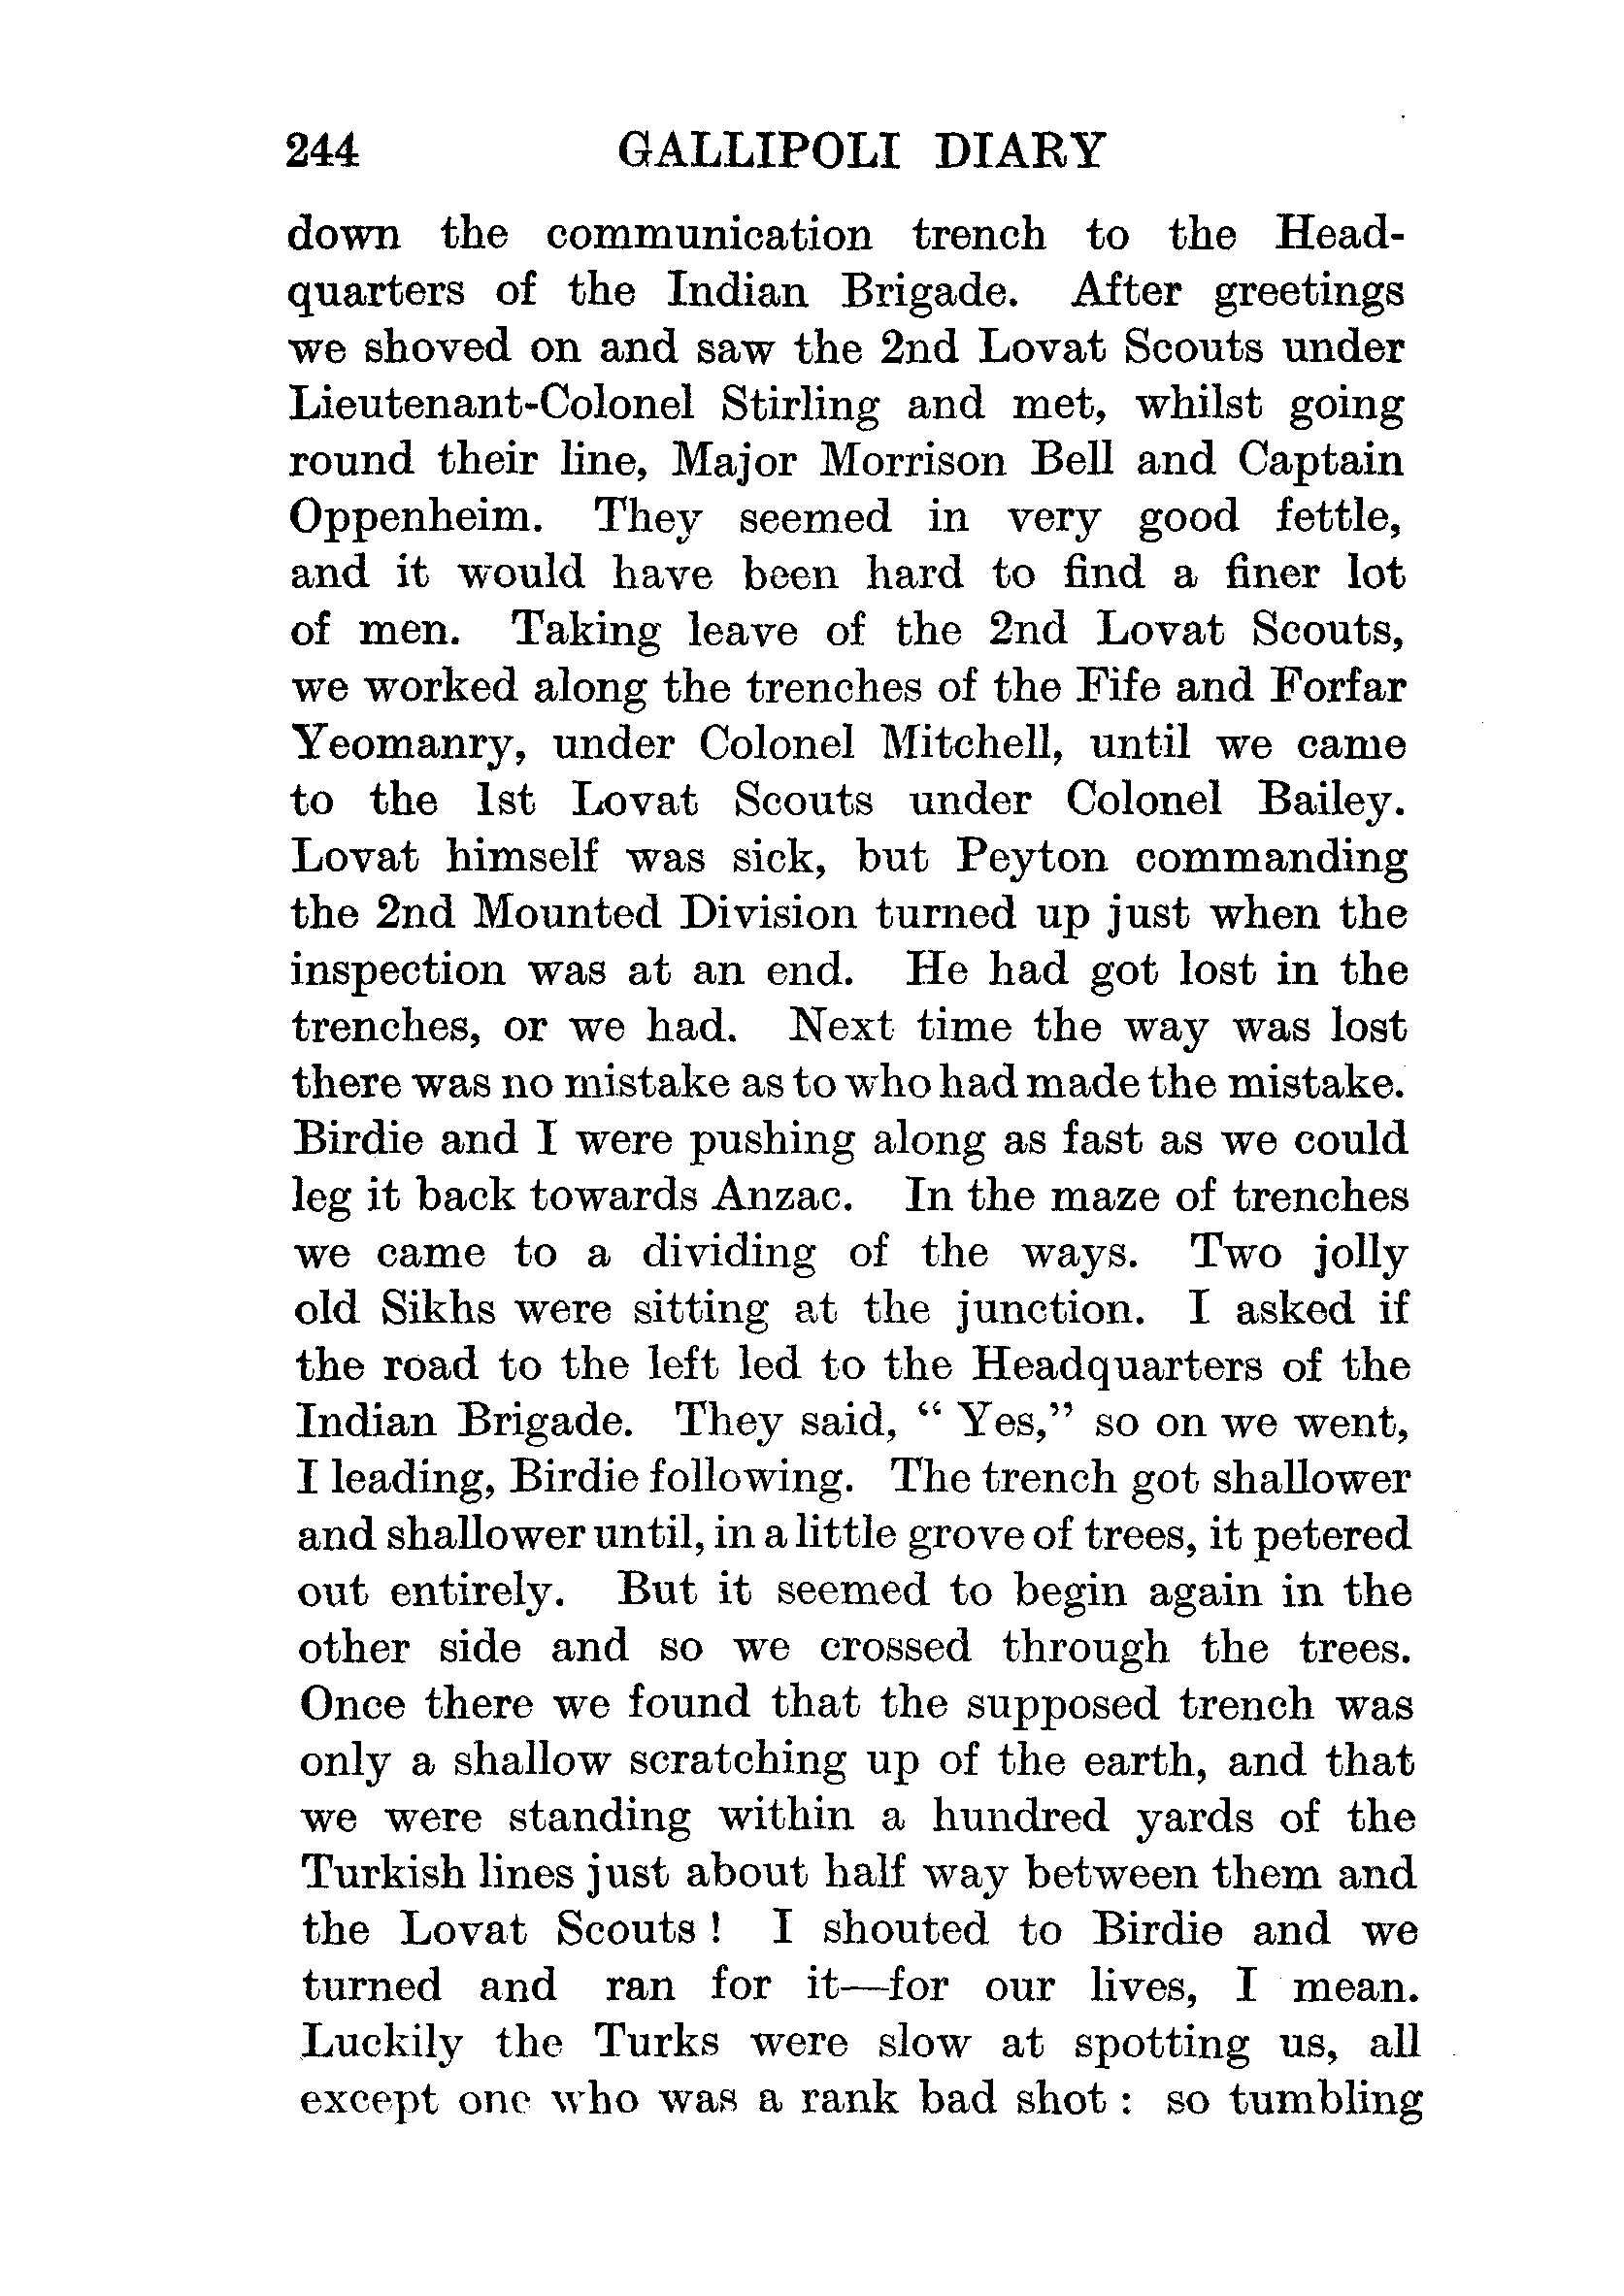 244 GALLIPOLI DIARY
down the communication trench to the Head-
quarters of the Indian Brigade. After greetings
we shoved on and saw the 2nd Lovat Scouts under
Lieutenant-Colonel Stirling and met, whilst going
round their line, Major Morrison Bell and Captain
Oppenheim. They seemed in very good fettle,
and it would have been hard to find a finer lot
of men. Taking leave of the 2nd Lovat Scouts,
we worked along the trenches of the Fife and Forfar
Yeomanry, under Colonel Mitchell, until we came
to the 1st Lovat Scouts under Colonel Bailey.
Lovat himself was sick, but Peyton commanding
the 2nd Mounted Division turned up just when the
inspection was at an end. He had got lost in the
trenches, or we had. Next time the way was lost
there was no mistake as to who had made the mistake.
Birdie and I were pushing along as fast as we could
leg it back towards Anzac. In the maze of trenches
we came to a dividing of the ways. Two jolly
old Sikhs were sitting at the junction. I asked if
the road to the left led to the Headquarters of the
Indian Brigade. They said, “ Yes,” so on we went,
I leading, Birdie following. The trench got shallower
and shallower until, in a little grove of trees, it petered
out entirely. But it seemed to begin again in the
other side and so we crossed through the trees.
Once there we found that the supposed trench was
only a shallow scratching up of the earth, and that
we were standing within a hundred yards of the
Turkish lines just about half way between them and
the Lovat Scouts ! I shouted to Birdie and we
turned and ran for it—for our lives, I mean.
Luckily the Turks were slow at spotting us, all
except one who was a rank bad shot : so tumbling